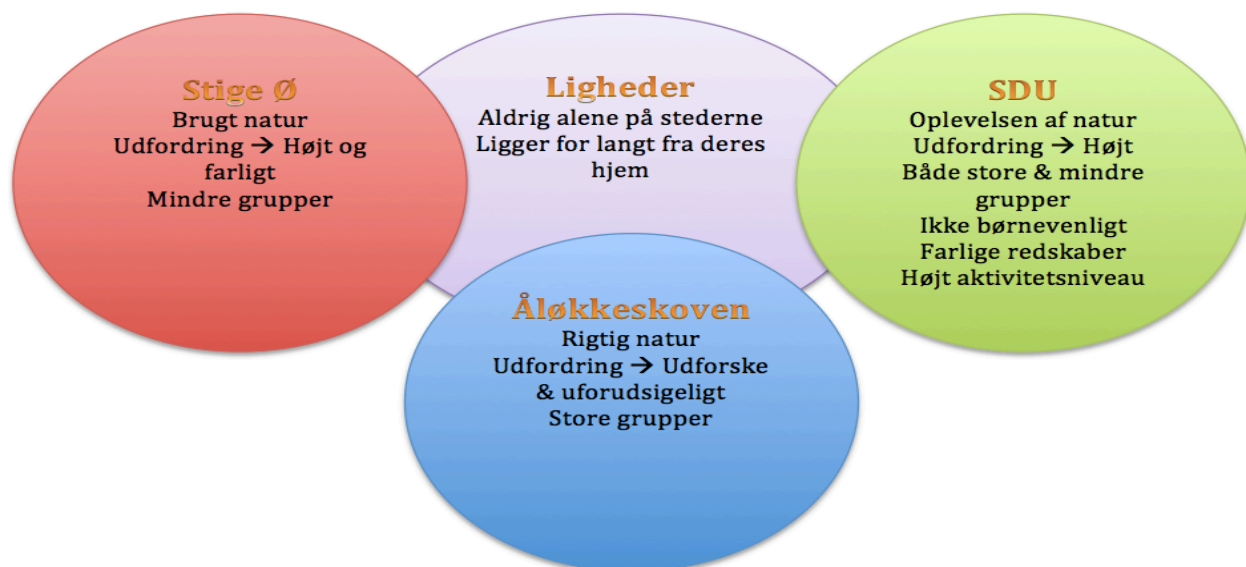 Stige Ø
Brugt natur
Udfordring → Højt og
farligt
Mindre grupper
Ligheder
Aldrig alene på stederne
Ligger for langt fra deres
hjem
SDU
Oplevelsen af natur
Udfordring → Højt
Både store & mindre
grupper
Ikke børnevenligt
Farlige redskaber
Højt aktivitetsniveau
Åløkkeskoven
Rigtig natur
Udfordring → Udforske
& uforudsigeligt
Store grupper